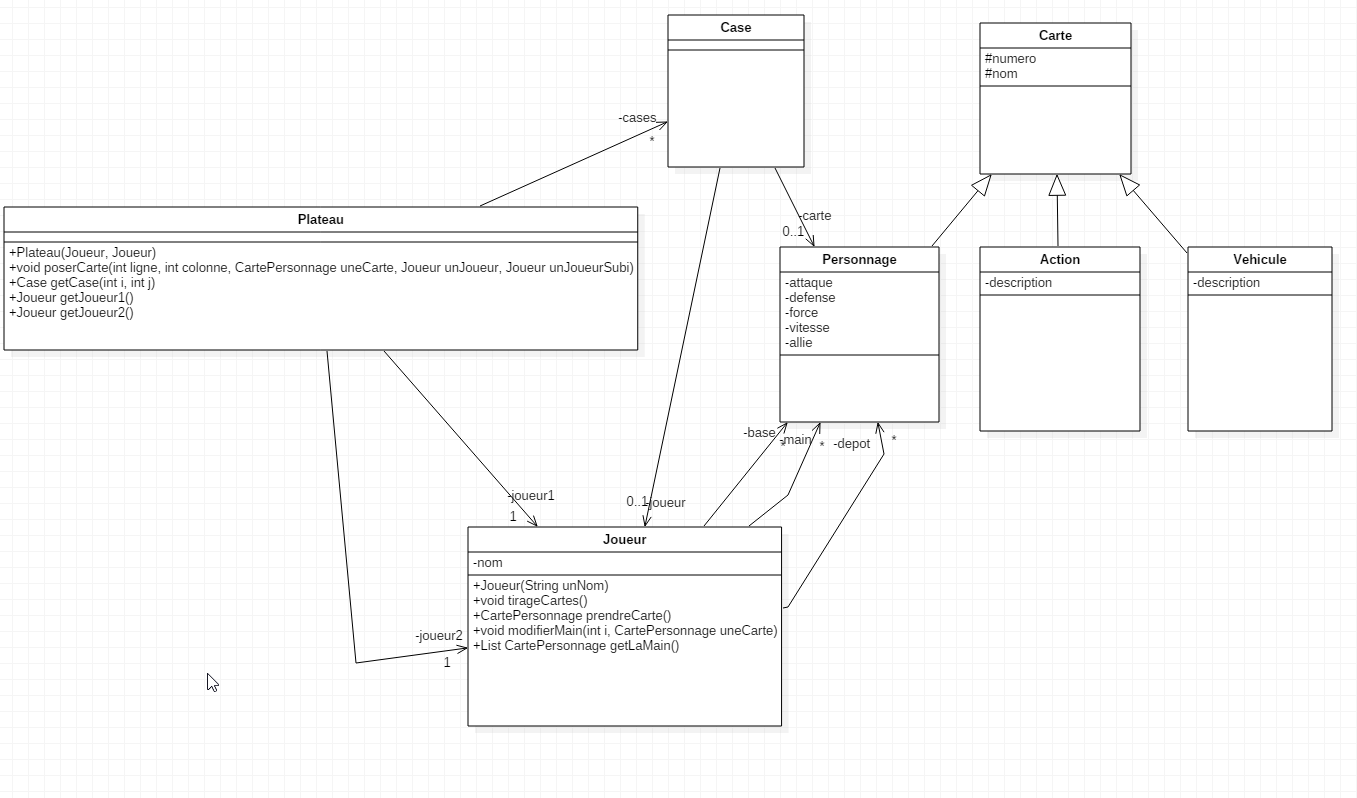 Case
Carte
#numero
#nom
-cases
*
Plateau
+Plateau(Joueur, Joueur)
+void poserCarte(int ligne, int colonne, CartePersonnage uneCarte, Joueur unJoueur, Joueur unJoueurSubi)
+Case getCase(int i, int j)
+Joueur getJoueur1()
+Joueur getJoueur2()
-carte
0..1
Personnage
-attaque
-defense
-force
-vitesse
-allie
Action
-description
Vehicule
-description
-base
*
-main
*
-depot
*
-joueur1
1
0..1
-joueur
Joueur
-nom
+Joueur(String unNom)
+void tirageCartes()
+CartePersonnage prendreCarte()
+void modifierMain(int i, CartePersonnage uneCarte)
+List CartePersonnage getLaMain()
-joueur2
1